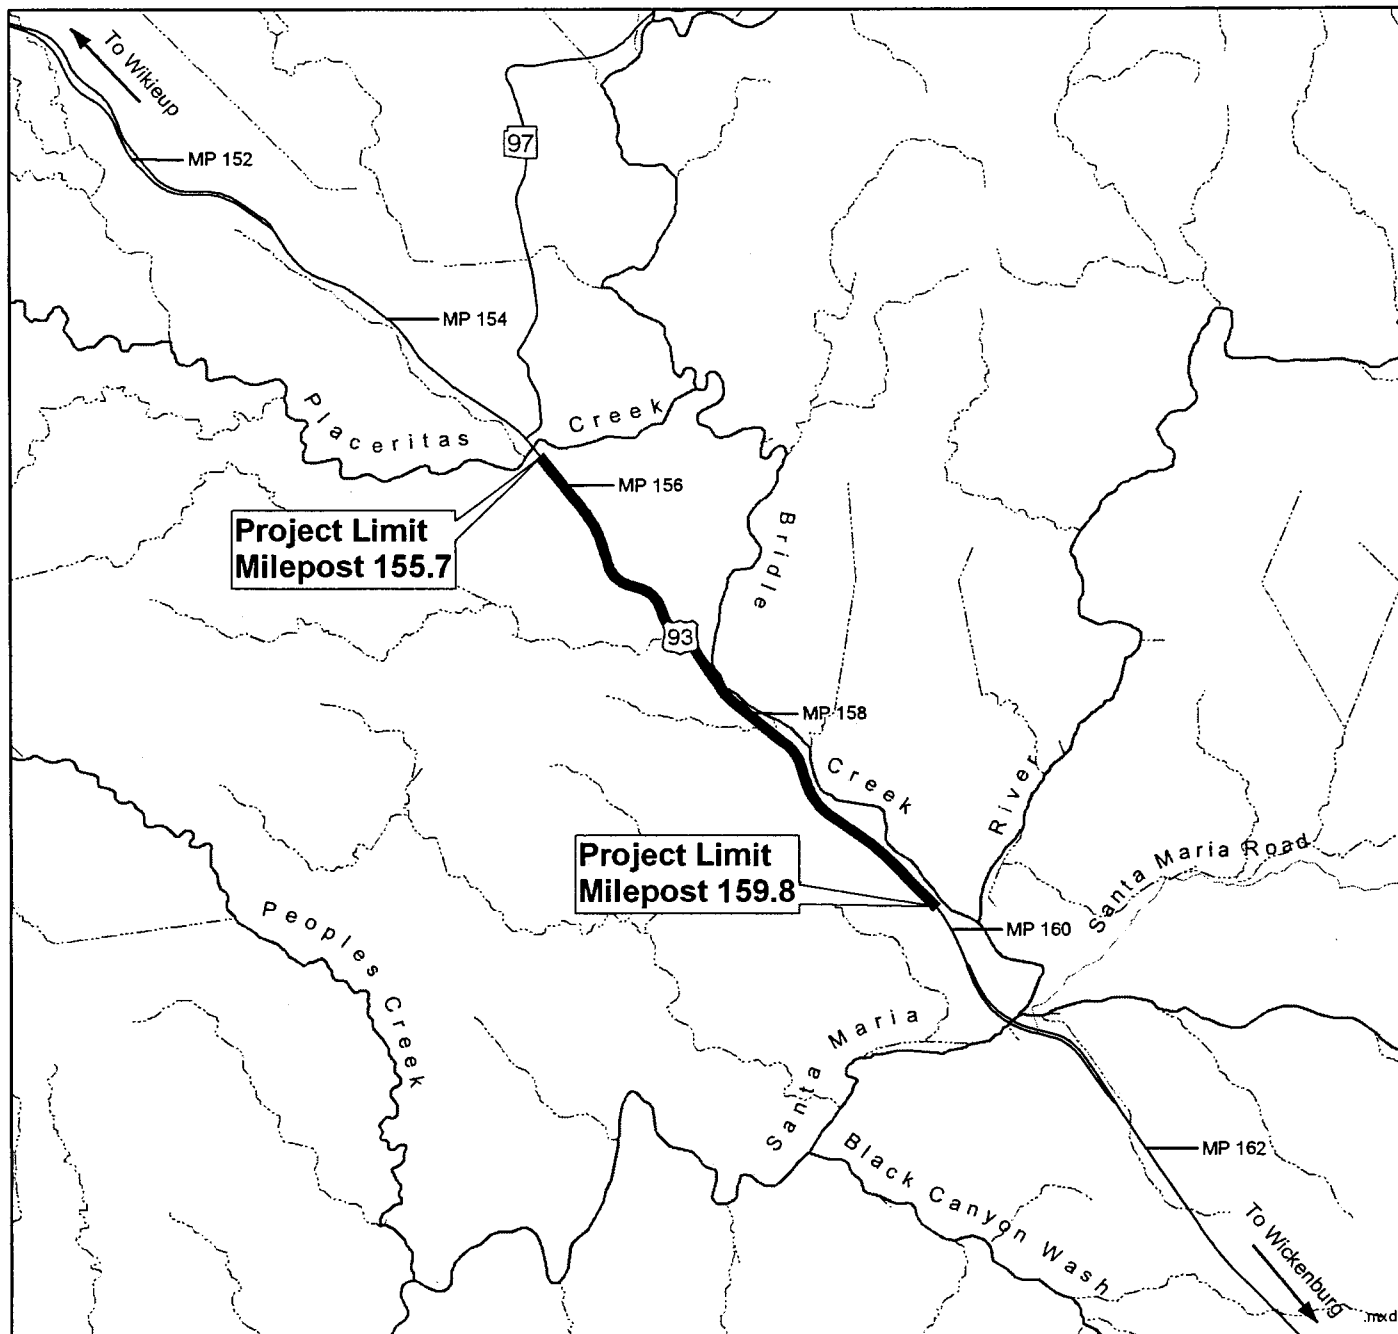 To Wikieup
97
MP 152
MP 154
Placeritas Creek
MP 156
Project Limit
Milepost 155.7
Bridle Creek
93
MP 158
Project Limit
Milepost 159.8
Santa Maria River
Santa Maria Road
MP 160
Peoples Creek
MP 162
Black Canyon Wash
To Wickenburg
.mxd